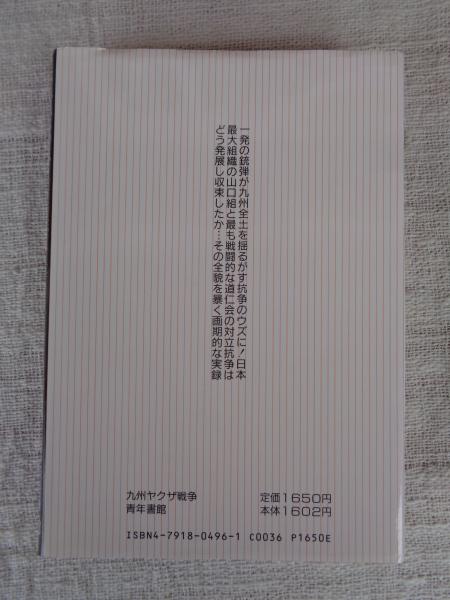 一発の銃弾が九州全土を揺るがす抗争のウズに！日本
最大組織の山口組と最も戦闘的な道仁会の対立抗争は
どう発展し収束したか…その全貌を暴く画期的な実録
九州ヤクザ戦争
青年書館
定価1650円
本体1602円
ISBN4-7918-0496-1 C0036 P1650E